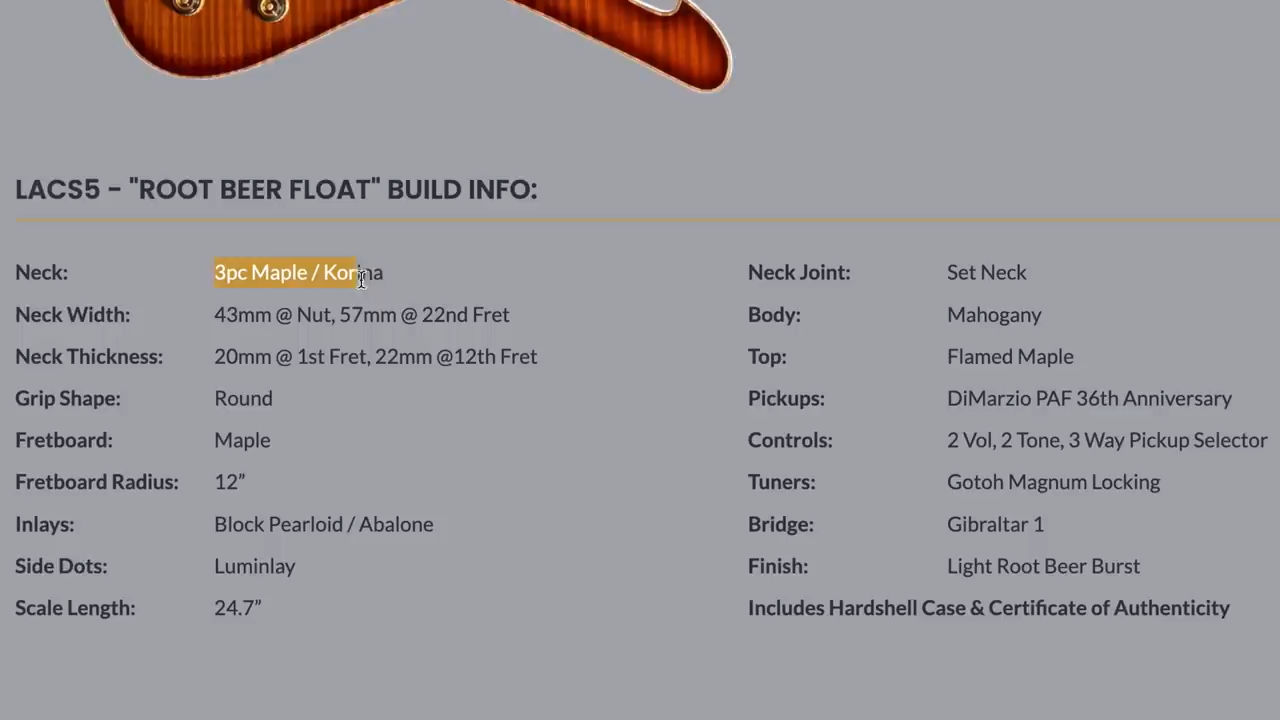 LACS5 - "ROOT BEER FLOAT" BUILD INFO:
Neck: 3pc Maple / Korina
Neck Width: 43mm @ Nut, 57mm @ 22nd Fret
Neck Thickness: 20mm @ 1st Fret, 22mm @12th Fret
Grip Shape: Round
Fretboard: Maple
Fretboard Radius: 12”
Inlays: Block Pearloid / Abalone
Side Dots: Luminlay
Scale Length: 24.7”
Neck Joint: Set Neck
Body: Mahogany
Top: Flamed Maple
Pickups: DiMarzio PAF 36th Anniversary
Controls: 2 Vol, 2 Tone, 3 Way Pickup Selector
Tuners: Gotoh Magnum Locking
Bridge: Gibraltar 1
Finish: Light Root Beer Burst
Includes Hardshell Case & Certificate of Authenticity